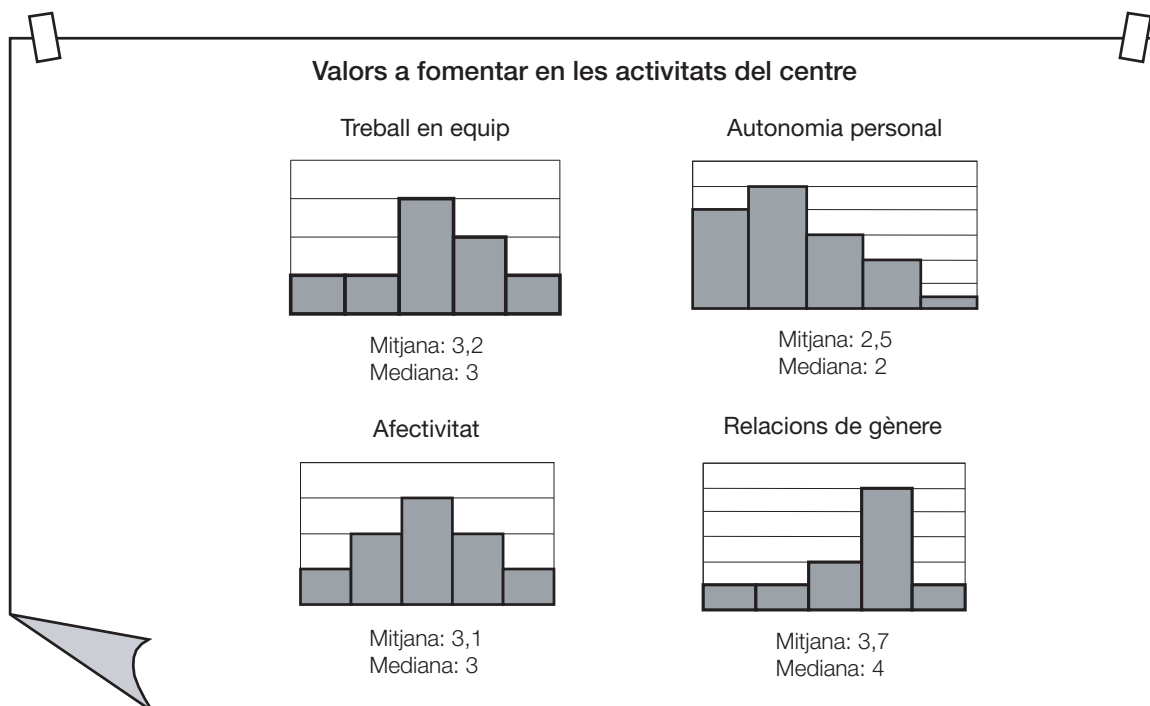 Valors a fomentar en les activitats del centre
Treball en equip
Mitjana: 3,2
Mediana: 3
Autonomia personal
Mitjana: 2,5
Mediana: 2
Afectivitat
Mitjana: 3,1
Mediana: 3
Relacions de gènere
Mitjana: 3,7
Mediana: 4